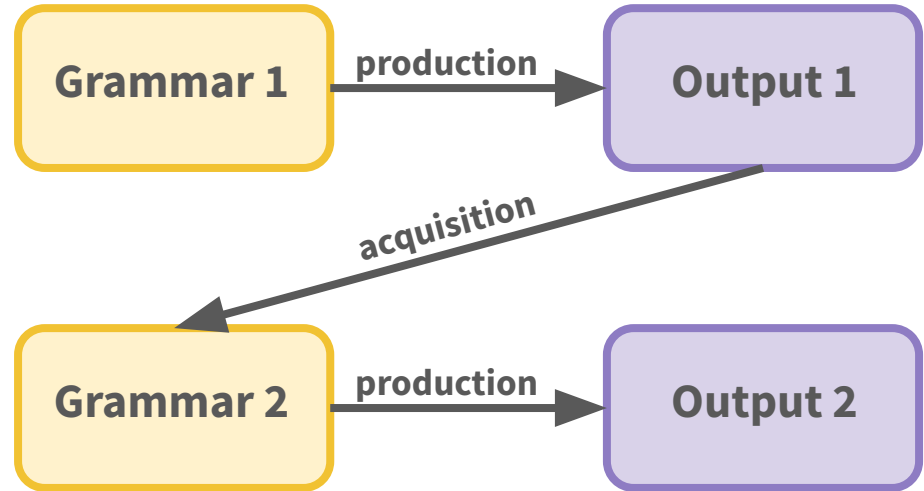 Grammar 1
production
Output 1
acquisition
Grammar 2
production
Output 2